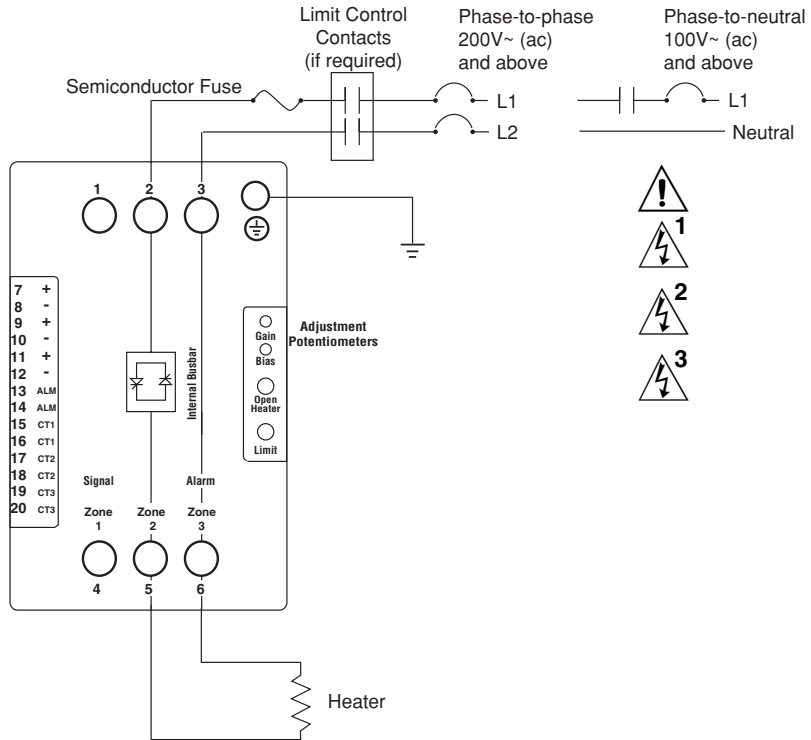 Limit Control
Contacts
(if required)
Phase-to-phase
200V~ (ac)
and above
Phase-to-neutral
100V~ (ac)
and above
Semiconductor Fuse
L1
L2
L1
Neutral
1
2
3
!
1
2
3
7 +
8 -
9 +
10 -
11 +
12 -
13 ALM
14 ALM
15 CT1
16 CT1
17 CT2
18 CT2
19 CT3
20 CT3
Internal Busbar
Gain
Bias
Open
Heater
Limit
Adjustment
Potentiometers
Signal
Alarm
Zone
1
Zone
2
Zone
3
4
5
6
Heater